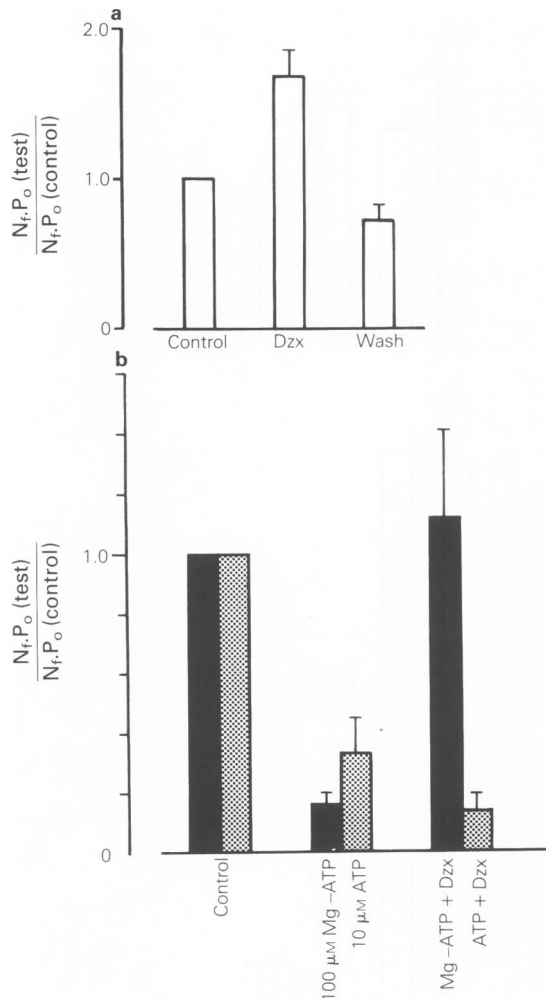 a
2.0
1.0
0
N_f.P_o (test)
N_f.P_o (control)
Control Dzx Wash
b
1.0
0
N_f.P_o (test)
N_f.P_o (control)
Control
100 μM Mg –ATP
10 μM ATP
Mg –ATP + Dzx
ATP + Dzx